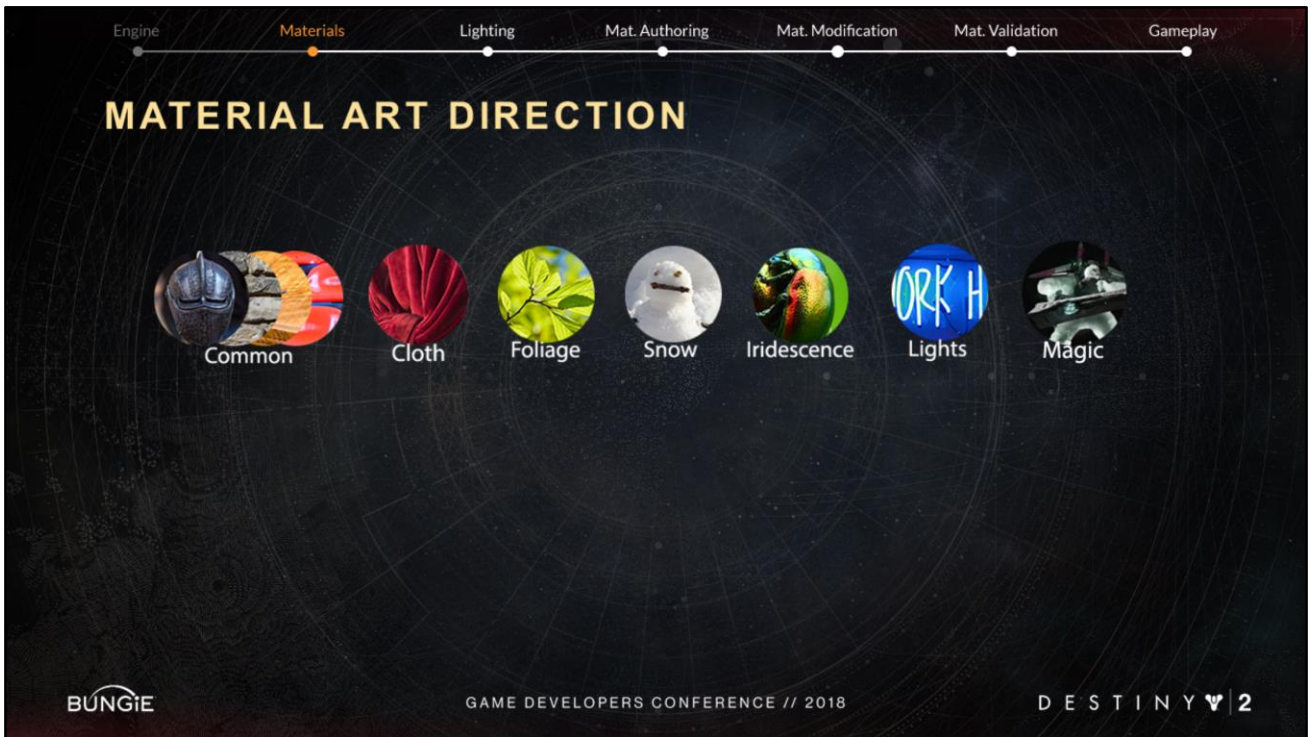 Engine Materials Lighting Mat. Authoring Mat. Modification Mat. Validation Gameplay
MATERIAL ART DIRECTION
ORK H
Common Cloth Foliage Snow Iridescence Lights Magic
BUNGiE GAME DEVELOPERS CONFERENCE // 2018 DESTINY 2